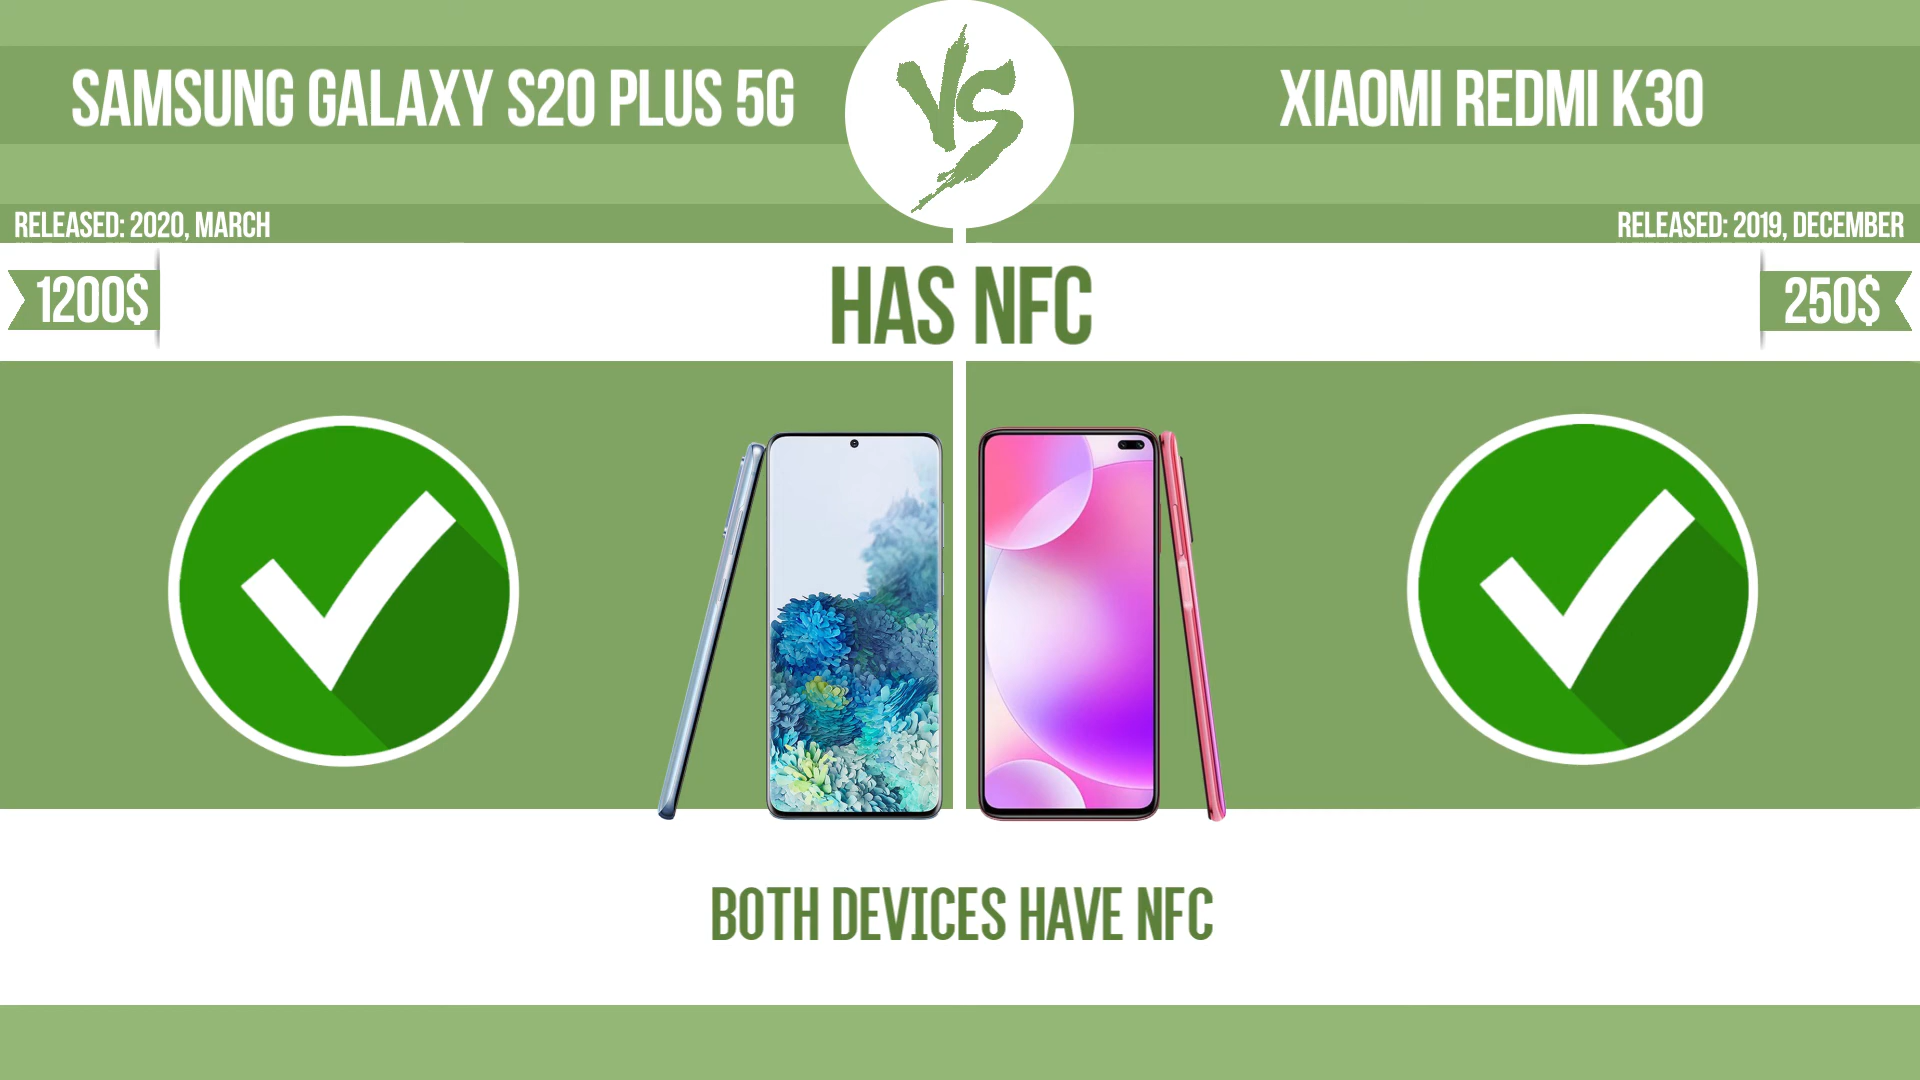 SAMSUNG GALAXY S20 PLUS 5G
VS
XIAOMI REDMI K30
RELEASED: 2020, MARCH
RELEASED: 2019, DECEMBER
1200$
HAS NFC
250$
BOTH DEVICES HAVE NFC